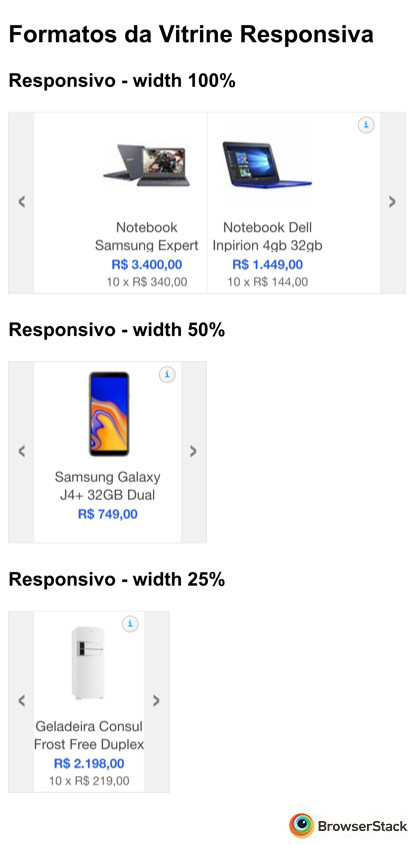 Formatos da Vitrine Responsiva
Responsivo - width 100%
i
‹
›
Notebook
Samsung Expert
R$ 3.400,00
10 x R$ 340,00
Notebook Dell
Inpirion 4gb 32gb
R$ 1.449,00
10 x R$ 144,00
Responsivo - width 50%
i
‹
›
Samsung Galaxy
J4+ 32GB Dual
R$ 749,00
Responsivo - width 25%
i
‹
›
Geladeira Consul
Frost Free Duplex
R$ 2.198,00
10 x R$ 219,00
BrowserStack